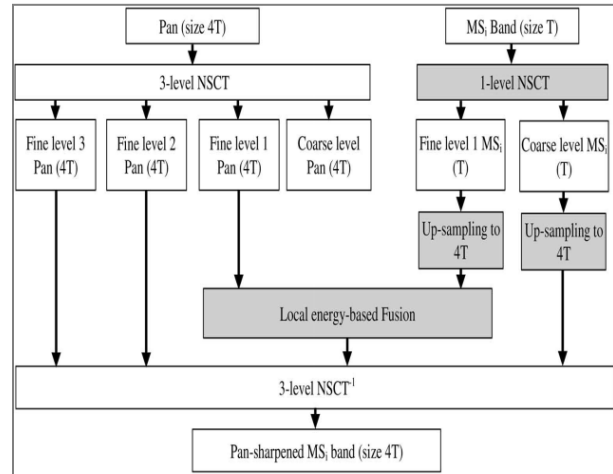 Pan (size 4T)
MSi Band (size T)
3-level NSCT
1-level NSCT
Fine level 3
Pan (4T)
Fine level 2
Pan (4T)
Fine level 1
Pan (4T)
Coarse level
Pan (4T)
Fine level 1 MSi
(T)
Coarse level MSi
(T)
Up-sampling to
4T
Up-sampling to
4T
Local energy-based Fusion
3-level NSCT-1
Pan-sharpened MSi band (size 4T)